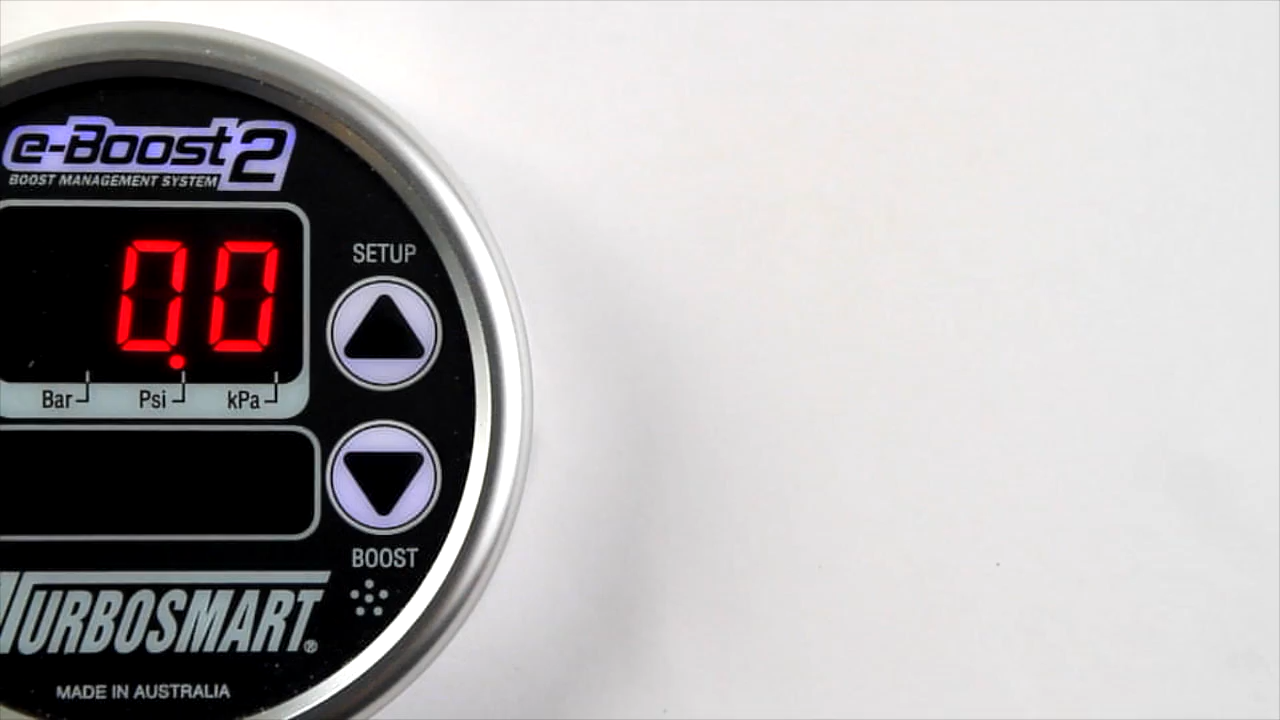 e-Boost2
BOOST MANAGEMENT SYSTEM
0.0
SETUP
Bar Psi kPa
BOOST
TURBOSMART®
MADE IN AUSTRALIA